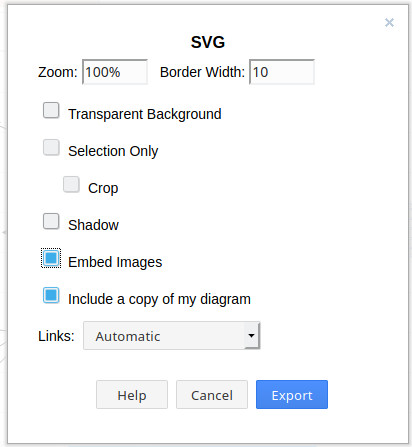 SVG
Zoom: 100% Border Width: 10
Transparent Background
Selection Only
Crop
Shadow
Embed Images
Include a copy of my diagram
Links: Automatic
Help Cancel Export